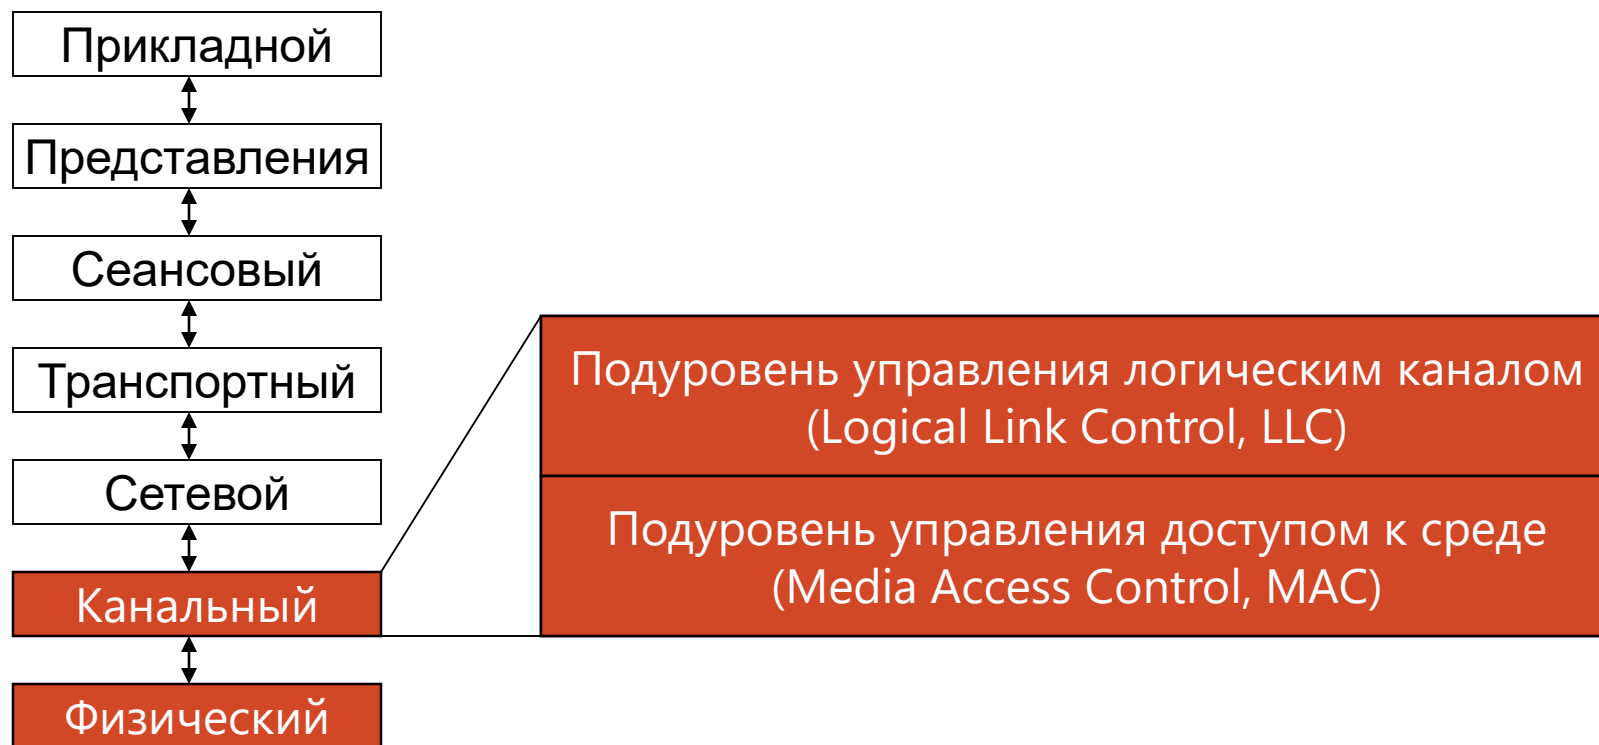 Прикладной
Представления
Сеансовый
Транспортный
Сетевой
Канальный
Физический
Подуровень управления логическим каналом
(Logical Link Control, LLC)
Подуровень управления доступом к среде
(Media Access Control, MAC)